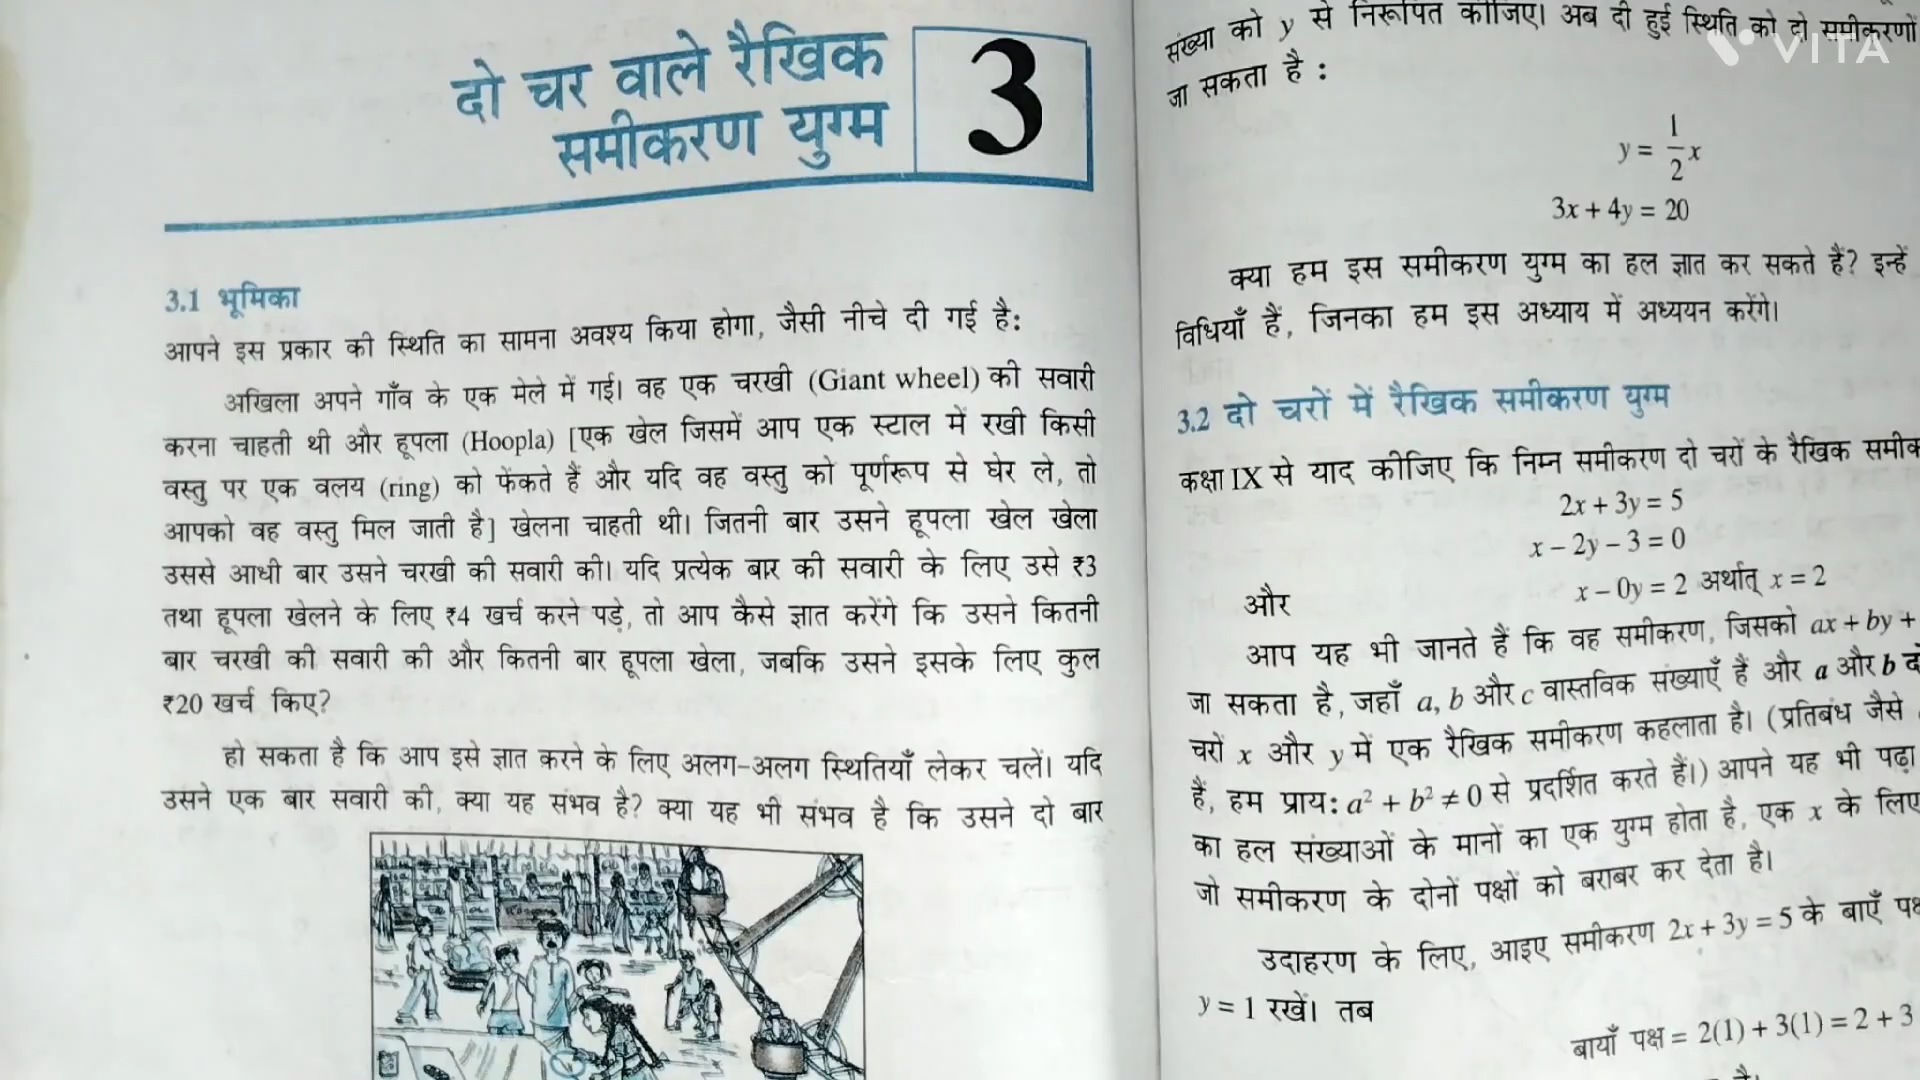 दो चर वाले रैखिक
समीकरण युग्म
3
3.1 भूमिका
आपने इस प्रकार की स्थिति का सामना अवश्य किया होगा, जैसी नीचे दी गई है:
अखिला अपने गाँव के एक मेले में गई। वह एक चरखी (Giant wheel) की सवारी
करना चाहती थी और हूपला (Hoopla) [एक खेल जिसमें आप एक स्टाल में रखी किसी
वस्तु पर एक वलय (ring) को फेंकते हैं और यदि वह वस्तु को पूर्णरूप से घेर ले, तो
आपको वह वस्तु मिल जाती है] खेलना चाहती थी। जितनी बार उसने हूपला खेल खेला
उससे आधी बार उसने चरखी की सवारी की। यदि प्रत्येक बार की सवारी के लिए उसे ₹3
तथा हूपला खेलने के लिए ₹4 खर्च करने पड़े, तो आप कैसे ज्ञात करेंगे कि उसने कितनी
बार चरखी की सवारी की और कितनी बार हूपला खेला, जबकि उसने इसके लिए कुल
₹20 खर्च किए?
हो सकता है कि आप इसे ज्ञात करने के लिए अलग-अलग स्थितियाँ लेकर चलें। यदि
उसने एक बार सवारी की, क्या यह संभव है? क्या यह भी संभव है कि उसने दो बार
संख्या को y से निरूपित कीजिए। अब दी हुई स्थिति को दो समीकरणों
जा सकता है :
y = 1/2 x
3x + 4y = 20
क्या हम इस समीकरण युग्म का हल ज्ञात कर सकते हैं? इन्हें
विधियाँ हैं, जिनका हम इस अध्याय में अध्ययन करेंगे।
3.2 दो चरों में रैखिक समीकरण युग्म
कक्षा IX से याद कीजिए कि निम्न समीकरण दो चरों के रैखिक
2x + 3y = 5
x – 2y – 3 = 0
और x – 0y = 2 अर्थात् x = 2
आप यह भी जानते हैं कि वह समीकरण, जिसको ax + by +
जा सकता है, जहाँ a, b और c वास्तविक संख्याएँ हैं और a और b
चरों x और y में एक रैखिक समीकरण कहलाता है। (प्रतिबंध जैसे
हैं, हम प्राय: a² + b² ≠ 0 से प्रदर्शित करते हैं।) आपने यह भी पढ़ा
का हल संख्याओं के मानों का एक युग्म होता है, एक x के लिए
जो समीकरण के दोनों पक्षों को बराबर कर देता है।
उदाहरण के लिए, आइए समीकरण 2x + 3y = 5 के बाएँ
y = 1 रखें। तब
बायाँ पक्ष = 2(1) + 3(1) = 2 + 3
VITA